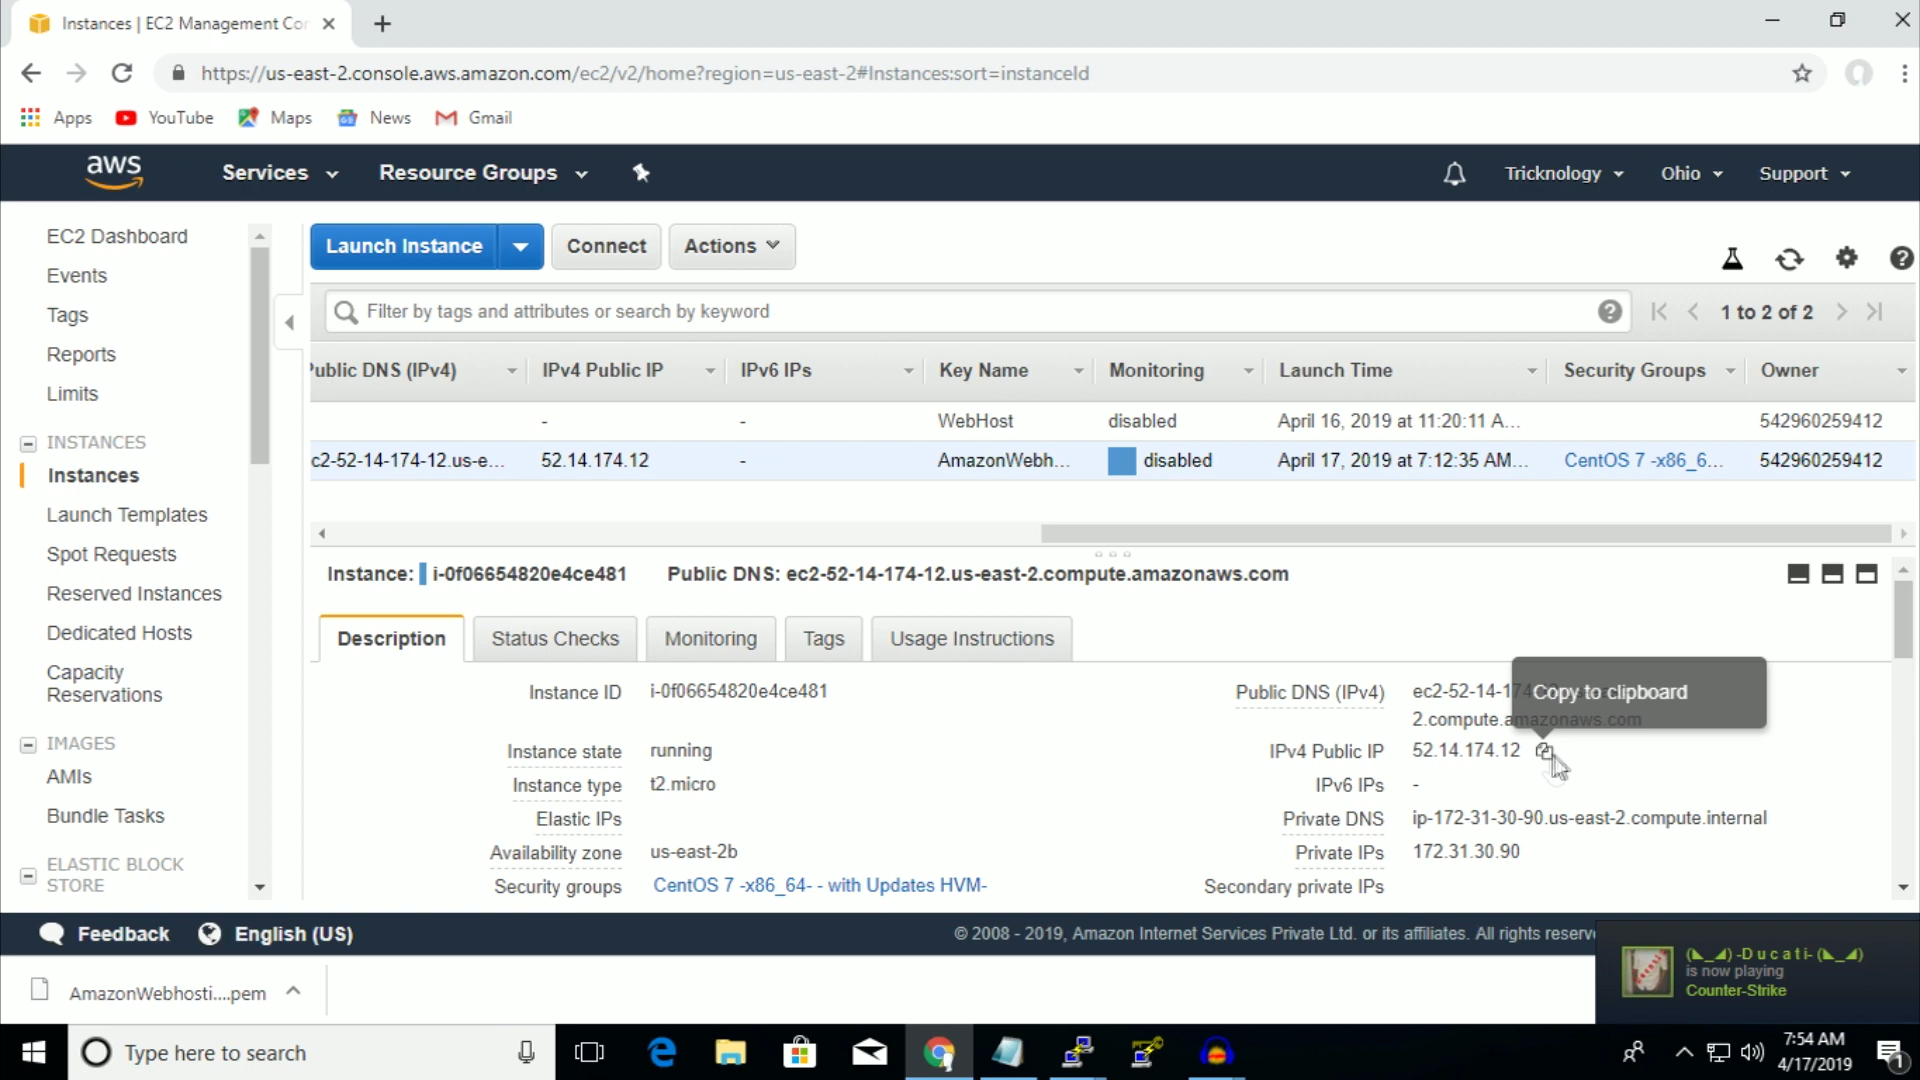 Instances | EC2 Management Co
https://us-east-2.console.aws.amazon.com/ec2/v2/home?region=us-east-2#Instances:sort=instanceId
Apps YouTube Maps News Gmail
aws Services Resource Groups Tricknology Ohio Support
EC2 Dashboard
Events
Tags
Reports
Limits
INSTANCES
Instances
Launch Templates
Spot Requests
Reserved Instances
Dedicated Hosts
Capacity
Reservations
IMAGES
AMIs
Bundle Tasks
ELASTIC BLOCK
STORE
Launch Instance Connect Actions
Filter by tags and attributes or search by keyword 1 to 2 of 2
Public DNS (IPv4) IPv4 Public IP IPv6 IPs Key Name Monitoring Launch Time Security Groups Owner
- - WebHost disabled April 16, 2019 at 11:20:11 A... 542960259412
c2-52-14-174-12.us-e... 52.14.174.12 - AmazonWebh... disabled April 17, 2019 at 7:12:35 AM... CentOS 7 -x86_6... 542960259412
Instance: i-0f06654820e4ce481 Public DNS: ec2-52-14-174-12.us-east-2.compute.amazonaws.com
Description Status Checks Monitoring Tags Usage Instructions
Instance ID i-0f06654820e4ce481
Instance state running
Instance type t2.micro
Elastic IPs
Availability zone us-east-2b
Security groups CentOS 7 -x86_64- - with Updates HVM-
Public DNS (IPv4) ec2-52-14-17
2.compute.amazonaws.com
Copy to clipboard
IPv4 Public IP 52.14.174.12
IPv6 IPs -
Private DNS ip-172-31-30-90.us-east-2.compute.internal
Private IPs 172.31.30.90
Secondary private IPs
Feedback English (US) © 2008 - 2019, Amazon Internet Services Private Ltd. or its affiliates. All rights reserve
(◣_◢) -D u c a t i- (◣_◢)
is now playing
Counter-Strike
AmazonWebhosti....pem
Type here to search
7:54 AM
4/17/2019
1